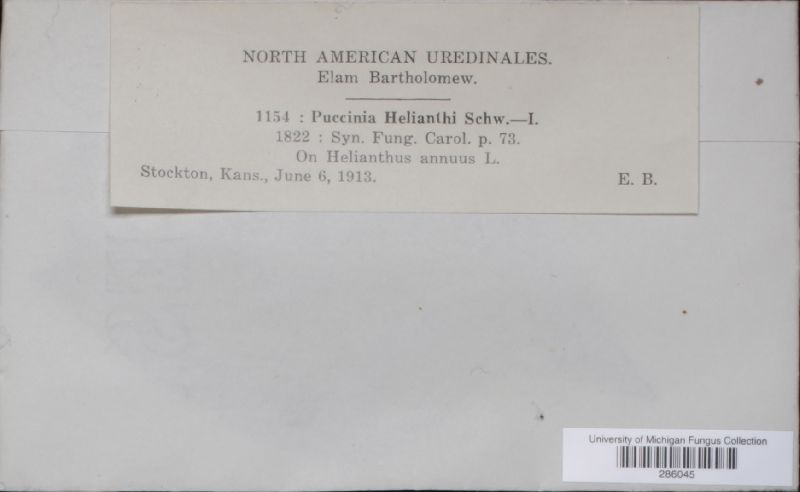 NORTH AMERICAN UREDINALES.
Elam Bartholomew.
1154 : Puccinia Helianthi Schw.—I.
1822 : Syn. Fung. Carol. p. 73.
On Helianthus annuus L.
Stockton, Kans., June 6, 1913. E. B.
University of Michigan Fungus Collection
286045